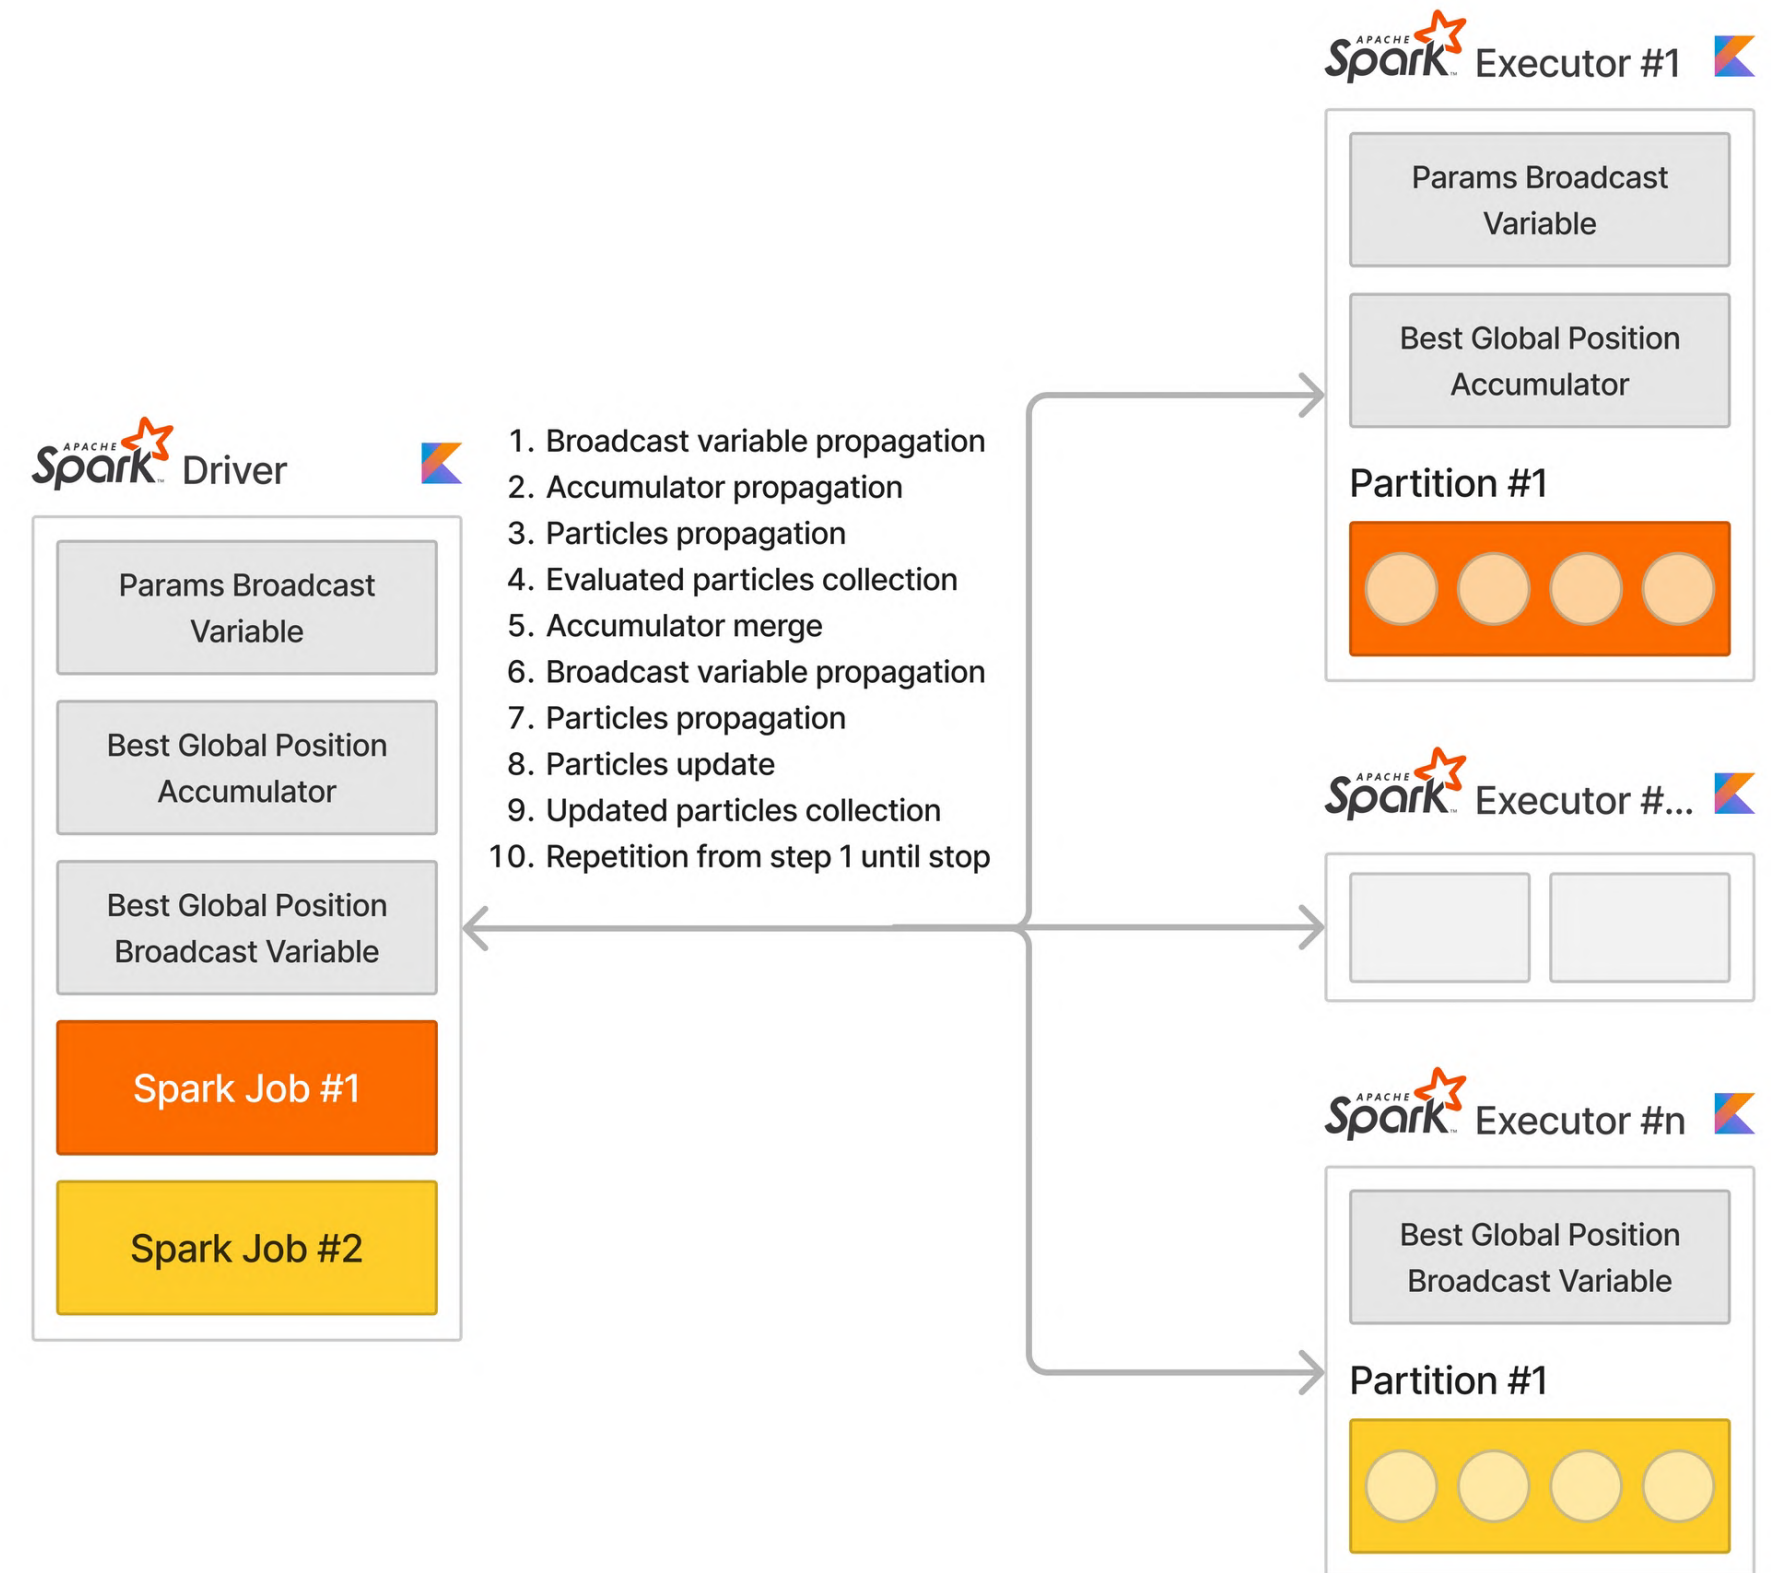 APACHE
Spark™ Driver
Params Broadcast
Variable
Best Global Position
Accumulator
Best Global Position
Broadcast Variable
Spark Job #1
Spark Job #2
1. Broadcast variable propagation
2. Accumulator propagation
3. Particles propagation
4. Evaluated particles collection
5. Accumulator merge
6. Broadcast variable propagation
7. Particles propagation
8. Particles update
9. Updated particles collection
10. Repetition from step 1 until stop
APACHE
Spark™ Executor #1
Params Broadcast
Variable
Best Global Position
Accumulator
Partition #1
APACHE
Spark™ Executor #...
APACHE
Spark™ Executor #n
Best Global Position
Broadcast Variable
Partition #1